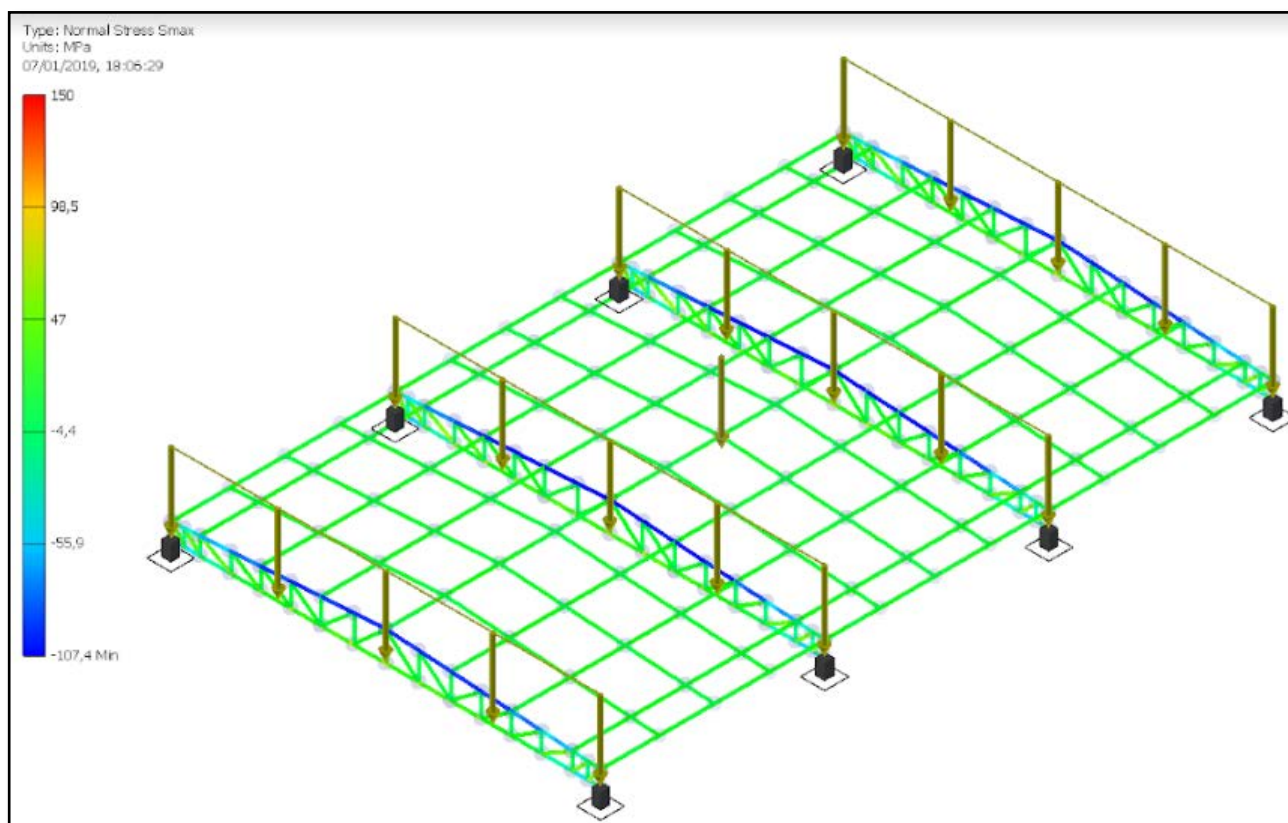 Type: Normal Stress Smax
Units: MPa
07/01/2019, 18:06:29
150
98,5
47
-4,4
-55,9
-107,4 Min